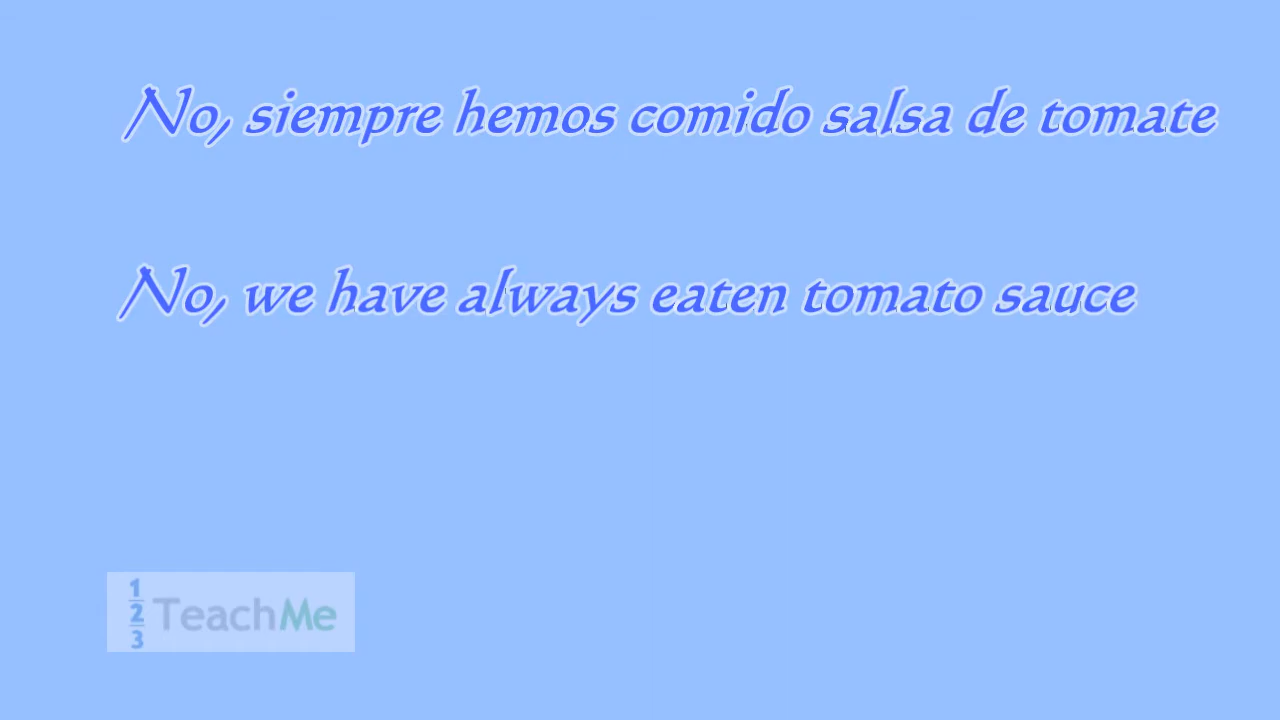 No, siempre hemos comido salsa de tomate
No, we have always eaten tomato sauce
1
2
3
TeachMe